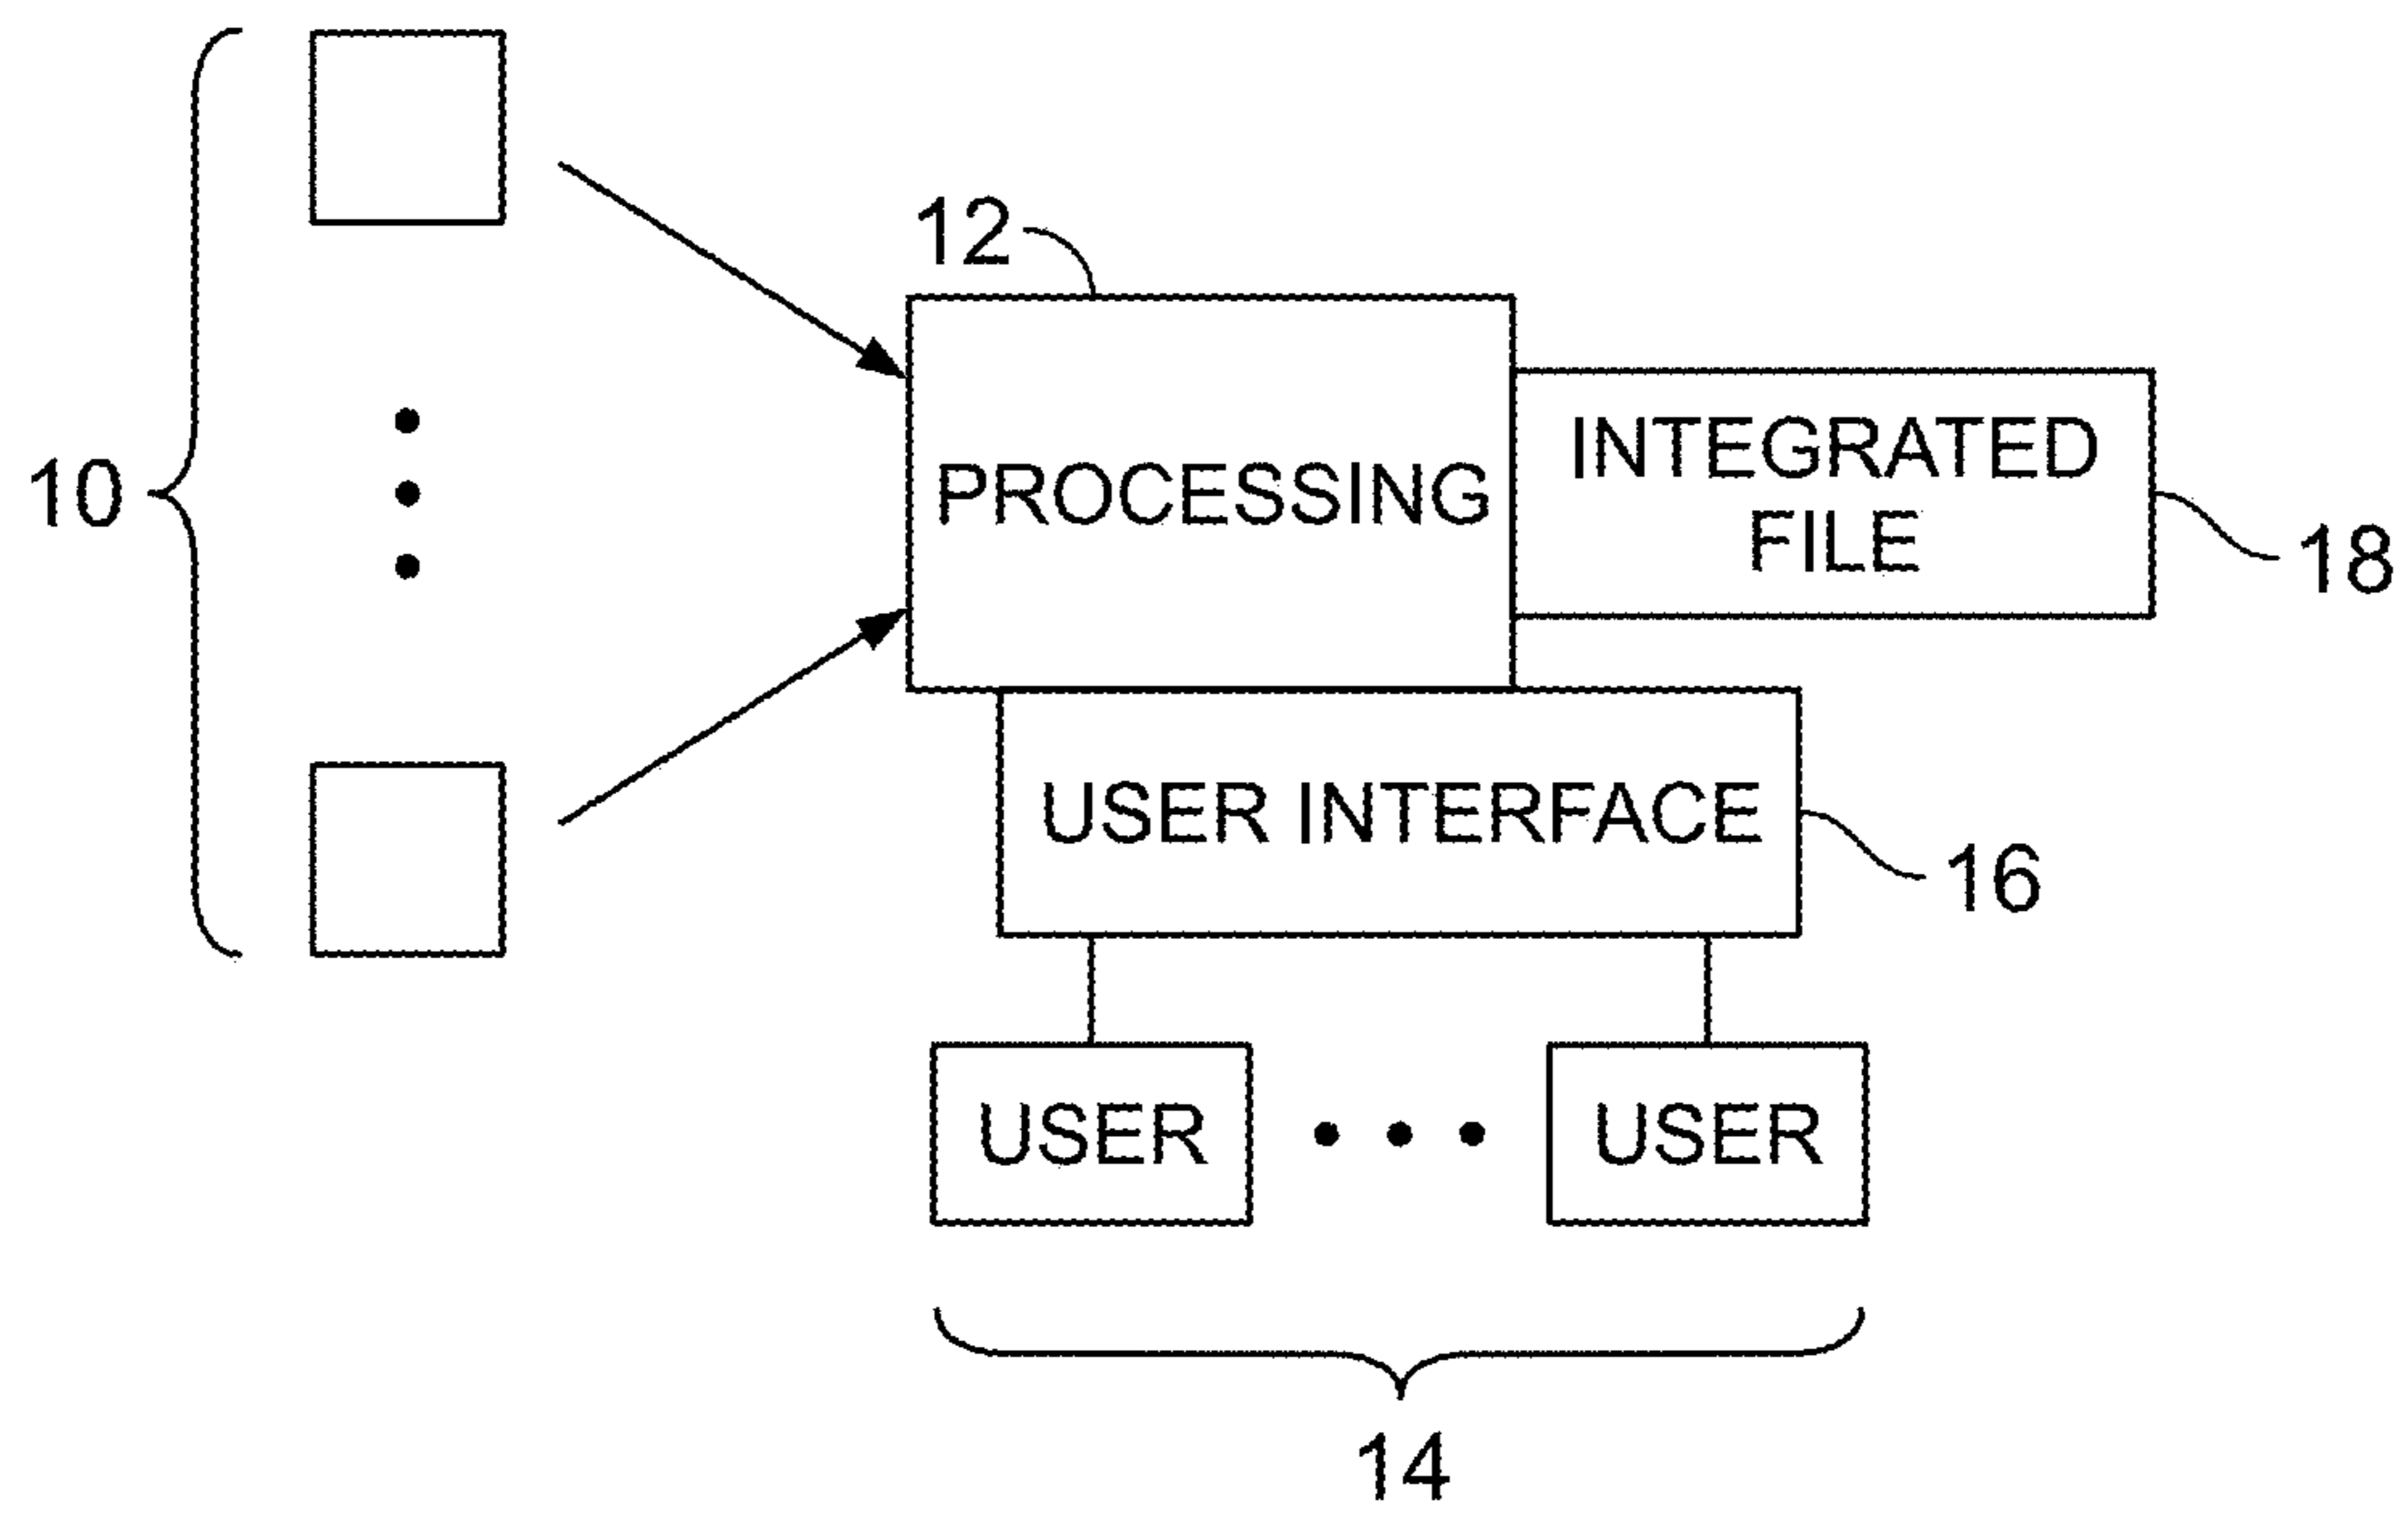 12
PROCESSING
INTEGRATED
FILE
10
18
USER INTERFACE
16
USER
USER
14